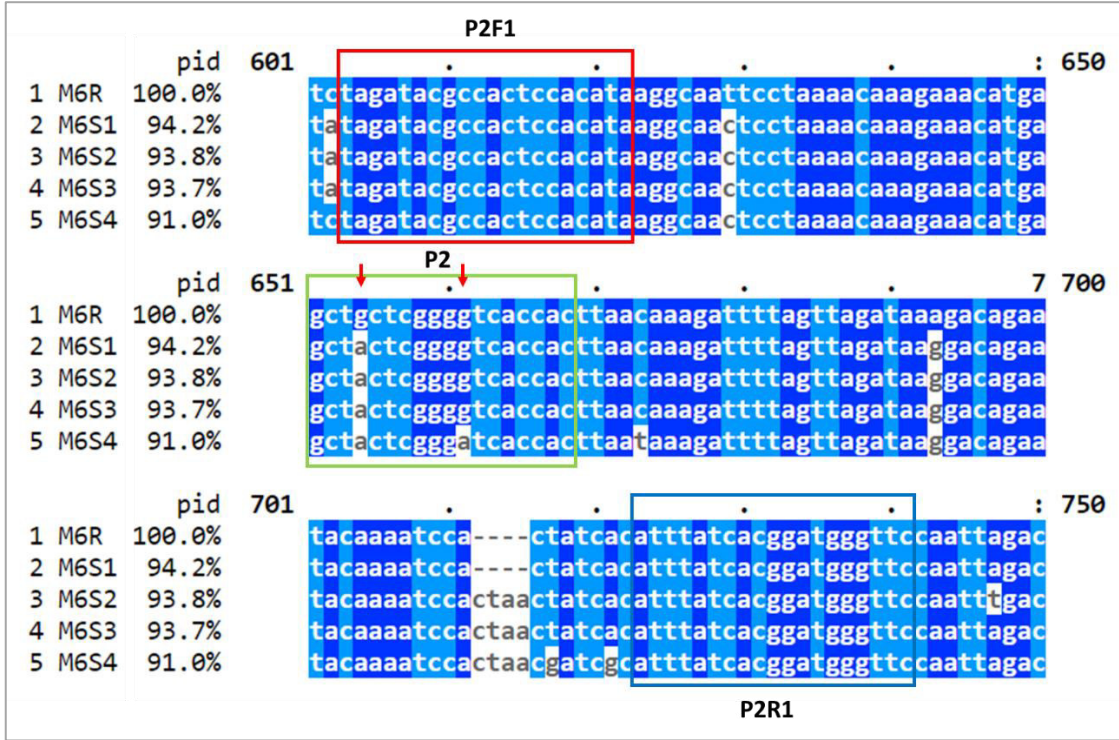 P2F1
pid 601 . . . . : 650
1 M6R 100.0% tctagatacgccactccacataaggcaattcctaaaacaaagaaacatga
2 M6S1 94.2% tatagatacgccactccacataaggcaactcctaaaacaaagaaacatga
3 M6S2 93.8% tatagatacgccactccacataaggcaactcctaaaacaaagaaacatga
4 M6S3 93.7% tatagatacgccactccacataaggcaactcctaaaacaaagaaacatga
5 M6S4 91.0% tctagatacgccactccacataaggcaactcctaaaacaaagaaacatga
P2
pid 651 . . . . 7 700
1 M6R 100.0% gctgctcggggtcaccacttaacaaagattttagttagataaagacagaa
2 M6S1 94.2% gctactcggggtcaccacttaacaaagattttagttagataaggacagaa
3 M6S2 93.8% gctactcggggtcaccacttaacaaagattttagttagataaggacagaa
4 M6S3 93.7% gctactcggggtcaccacttaacaaagattttagttagataaggacagaa
5 M6S4 91.0% gctactcgggatcaccacttaataaagattttagttagataaggacagaa
pid 701 . . . . : 750
1 M6R 100.0% tacaaaatcca----ctatcacatttatcacggatgggttccaattagac
2 M6S1 94.2% tacaaaatcca----ctatcacatttatcacggatgggttccaattagac
3 M6S2 93.8% tacaaaatccactaactatcacatttatcacggatgggttccaatttgac
4 M6S3 93.7% tacaaaatccactaactatcacatttatcacggatgggttccaattagac
5 M6S4 91.0% tacaaaatccactaacgatcgcatttatcacggatgggttccaattagac
P2R1